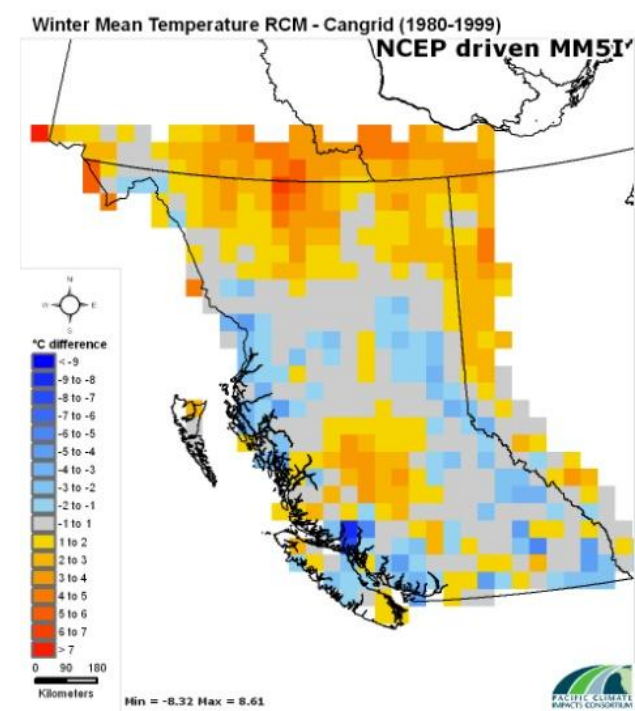 Winter Mean Temperature RCM - Cangrid (1980-1999)
NCEP driven MM5I
N
W E
S
°C difference
< -9
-9 to -8
-8 to -7
-7 to -6
-6 to -5
-5 to -4
-4 to -3
-3 to -2
-2 to -1
-1 to 1
1 to 2
2 to 3
3 to 4
4 to 5
5 to 6
6 to 7
> 7
0 90 180
Kilometers
Min = -8.32 Max = 8.61
PACIFIC CLIMATE
IMPACTS CONSORTIUM